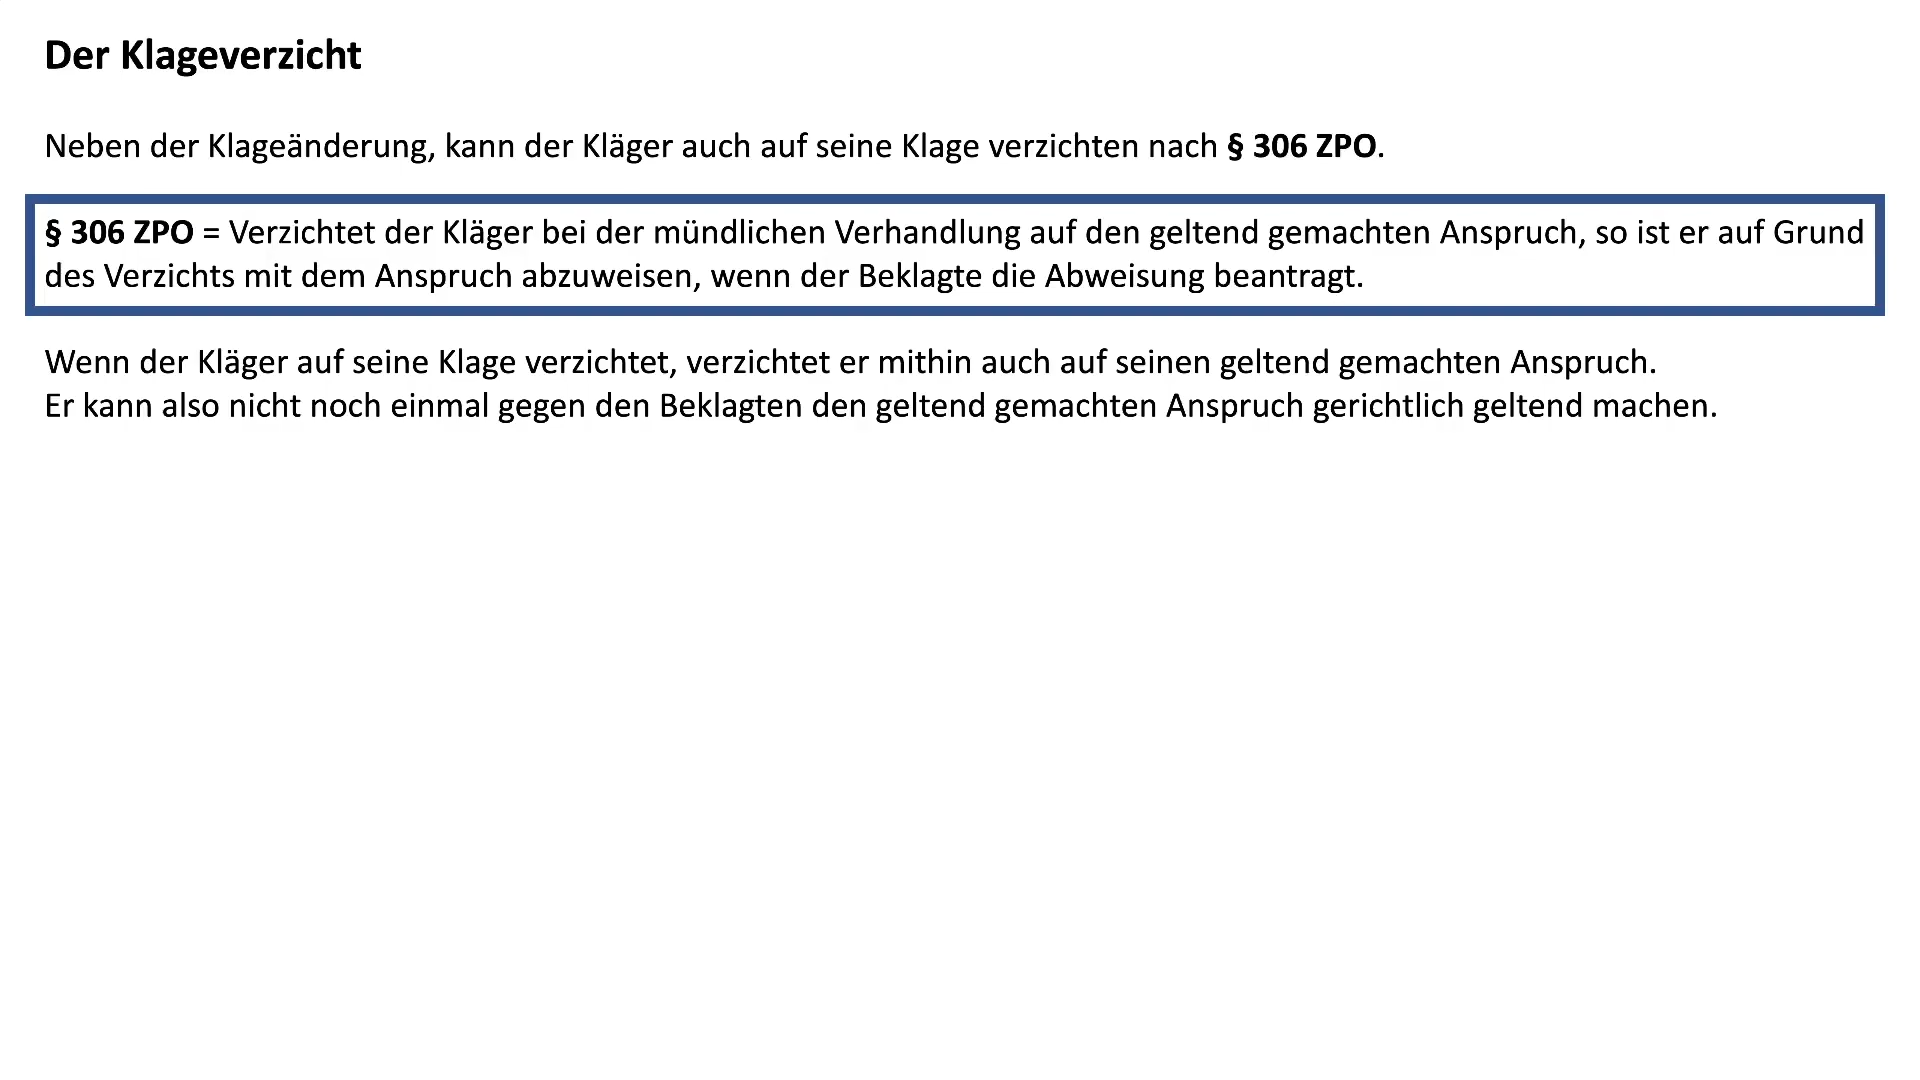 Der Klageverzicht
Neben der Klageänderung, kann der Kläger auch auf seine Klage verzichten nach § 306 ZPO.
§ 306 ZPO = Verzichtet der Kläger bei der mündlichen Verhandlung auf den geltend gemachten Anspruch, so ist er auf Grund
des Verzichts mit dem Anspruch abzuweisen, wenn der Beklagte die Abweisung beantragt.
Wenn der Kläger auf seine Klage verzichtet, verzichtet er mithin auch auf seinen geltend gemachten Anspruch.
Er kann also nicht noch einmal gegen den Beklagten den geltend gemachten Anspruch gerichtlich geltend machen.